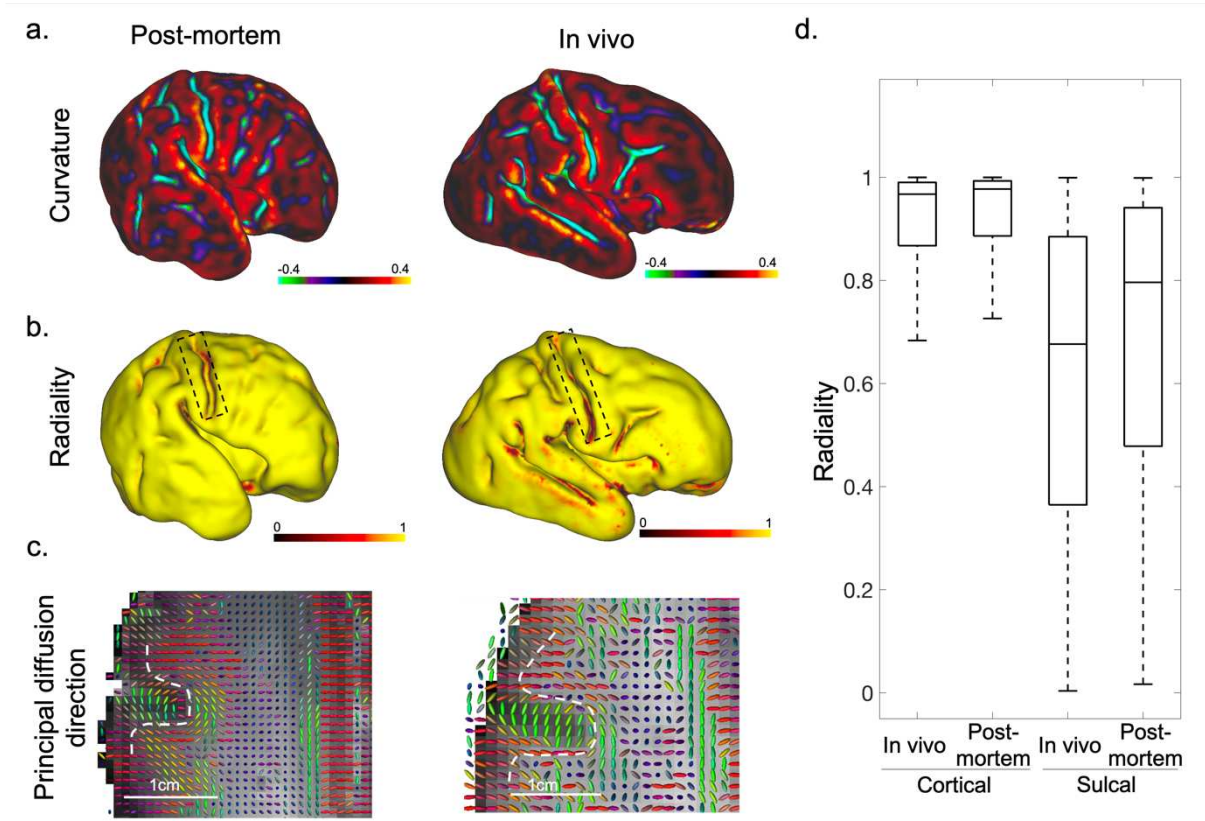 a.
Post-mortem
In vivo
d.
Curvature
-0.4
0.4
-0.4
0.4
b.
Radiality
0
1
0
1
c.
Principal diffusion
direction
1cm
1cm
Radiality
1
0.8
0.6
0.4
0.2
0
In vivo
Post-
mortem
In vivo
Post-
mortem
Cortical
Sulcal